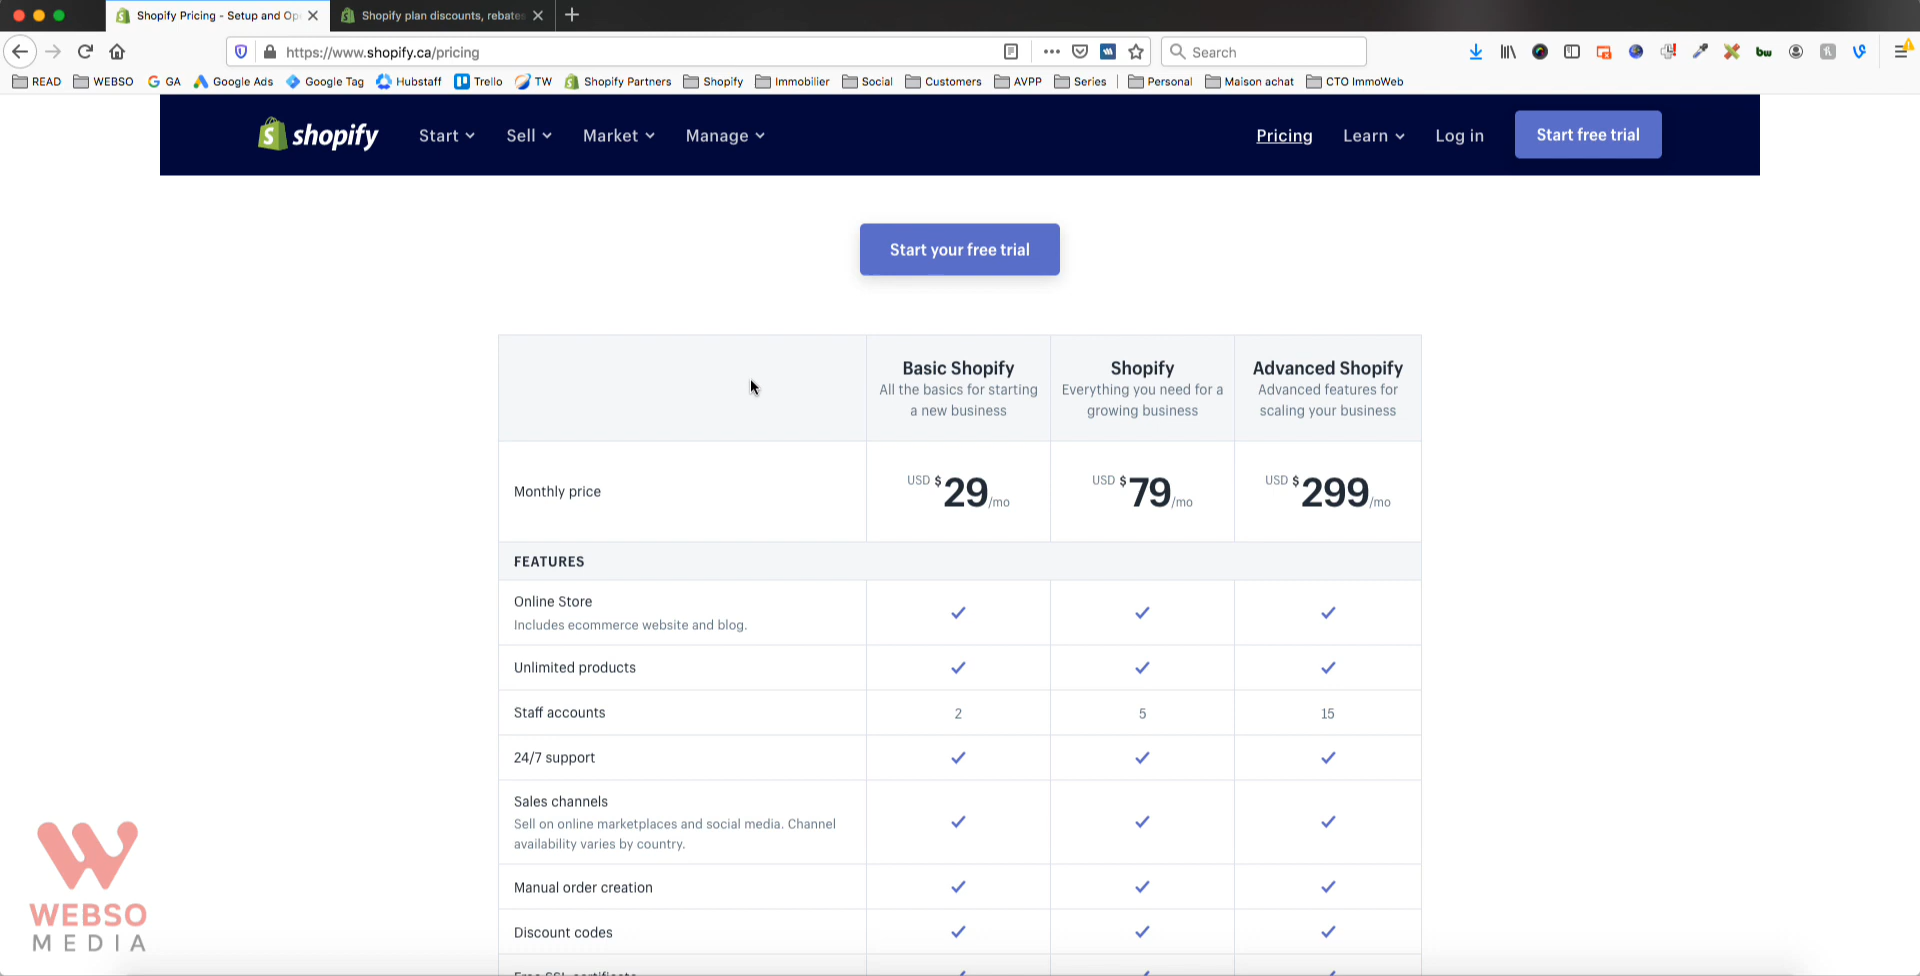 Shopify Pricing - Setup and Op
Shopify plan discounts, rebates
https://www.shopify.ca/pricing
Search
READ WEBSO GA Google Ads Google Tag Hubstaff Trello TW Shopify Partners Shopify Immobilier Social Customers AVPP Series Personal Maison achat CTO ImmoWeb
shopify Start Sell Market Manage Pricing Learn Log in Start free trial
Start your free trial
Basic Shopify Shopify Advanced Shopify
All the basics for starting Everything you need for a Advanced features for
a new business growing business scaling your business
Monthly price USD $ 29 /mo USD $ 79 /mo USD $ 299 /mo
FEATURES
Online Store
Includes ecommerce website and blog.
Unlimited products
Staff accounts 2 5 15
24/7 support
Sales channels
Sell on online marketplaces and social media. Channel
availability varies by country.
Manual order creation
Discount codes
Free SSL certificate
WEBSO
MEDIA